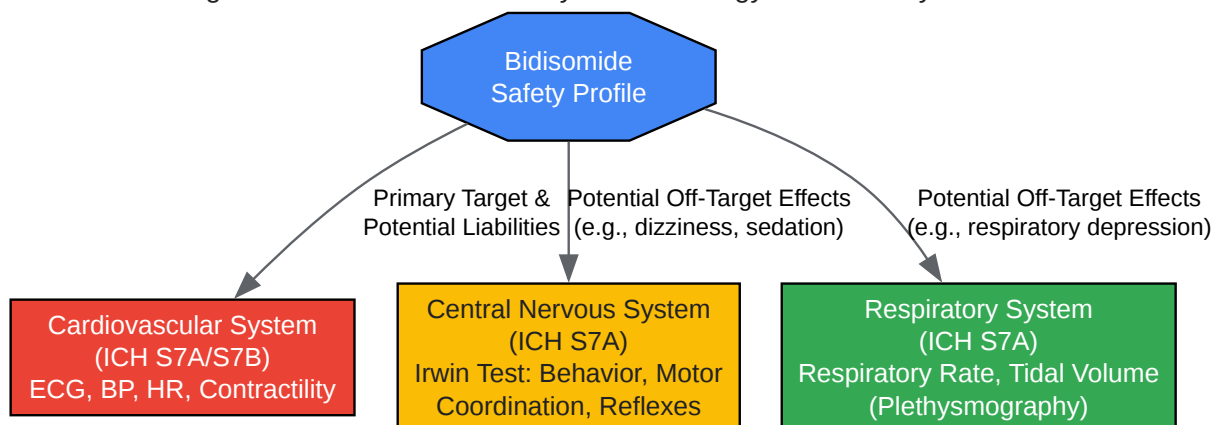 Bidisomide
Safety Profile
Primary Target &
Potential Liabilities
Potential Off-Target Effects
(e.g., dizziness, sedation)
Potential Off-Target Effects
(e.g., respiratory depression)
Cardiovascular System
(ICH S7A/S7B)
ECG, BP, HR, Contractility
Central Nervous System
(ICH S7A)
Irwin Test: Behavior, Motor
Coordination, Reflexes
Respiratory System
(ICH S7A)
Respiratory Rate, Tidal Volume
(Plethysmography)